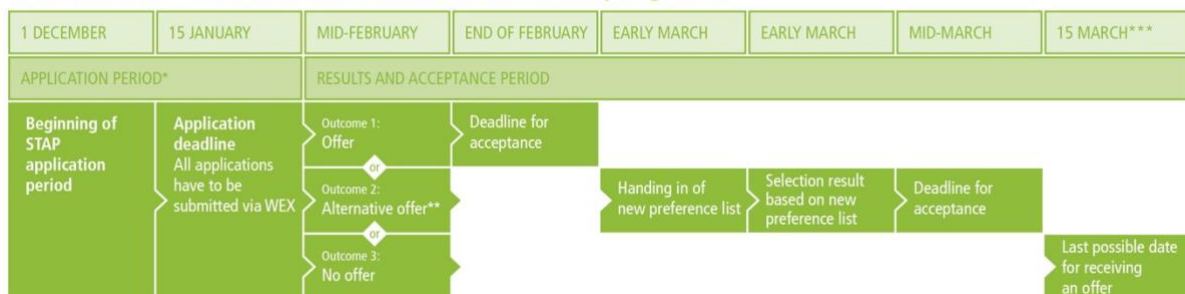 1 DECEMBER
15 JANUARY
MID-FEBRUARY
END OF FEBRUARY
EARLY MARCH
EARLY MARCH
MID-MARCH
15 MARCH***
APPLICATION PERIOD*
RESULTS AND ACCEPTANCE PERIOD
Beginning of
STAP
application
period
Application
deadline
All applications
have to be
submitted via WEX
Outcome 1:
Offer
or
Outcome 2:
Alternative offer**
or
Outcome 3:
No offer
Deadline for
acceptance
Handing in of
new preference list
Selection result
based on new
preference list
Deadline for
acceptance
Last possible date
for receiving
an offer